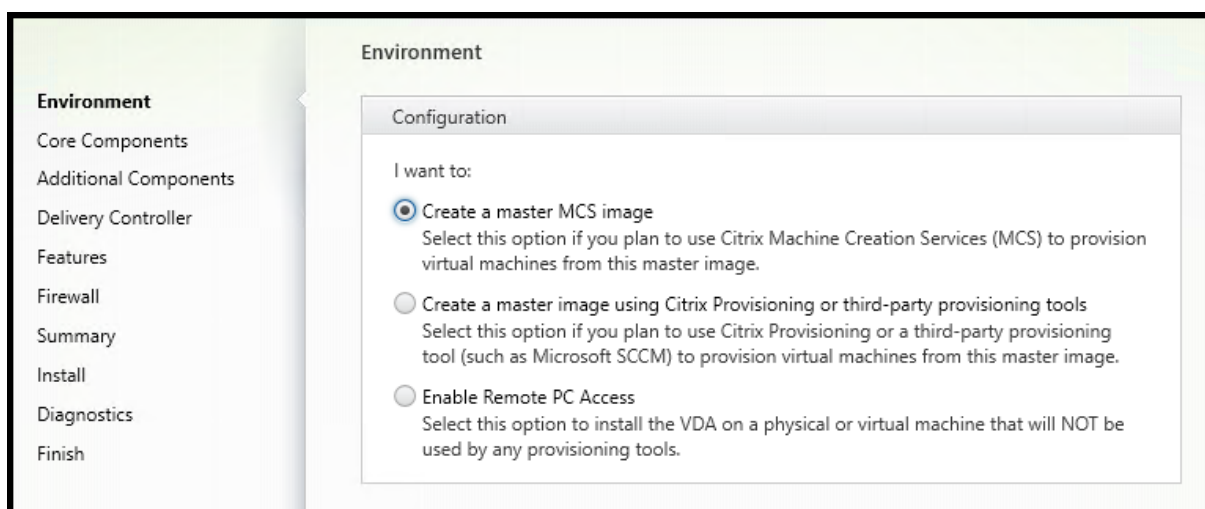 Environment
Core Components
Additional Components
Delivery Controller
Features
Firewall
Summary
Install
Diagnostics
Finish
Environment
Configuration
I want to:
Create a master MCS image
Select this option if you plan to use Citrix Machine Creation Services (MCS) to provision
virtual machines from this master image.
Create a master image using Citrix Provisioning or third-party provisioning tools
Select this option if you plan to use Citrix Provisioning or a third-party provisioning
tool (such as Microsoft SCCM) to provision virtual machines from this master image.
Enable Remote PC Access
Select this option to install the VDA on a physical or virtual machine that will NOT be
used by any provisioning tools.